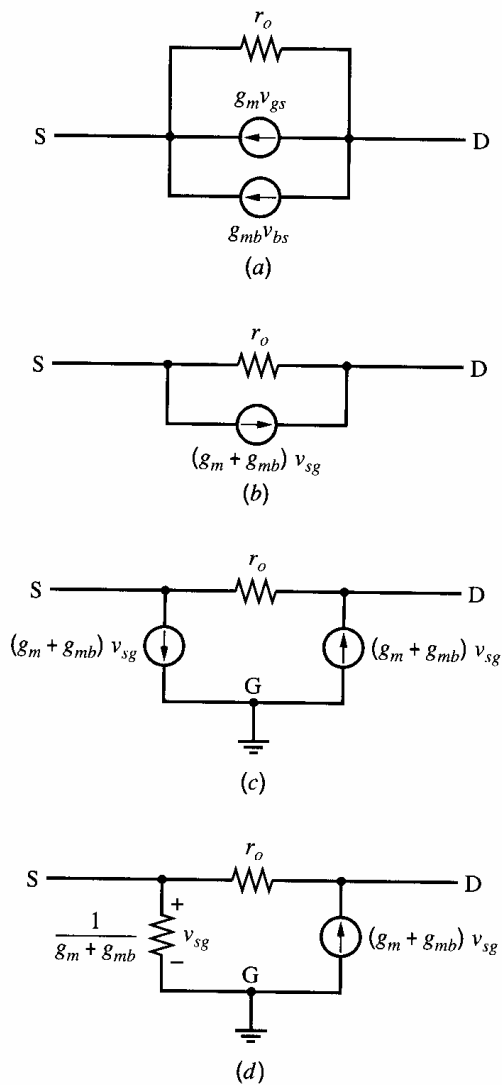 r_o
g_m v_gs
S D
g_mb v_bs
(a)
r_o
S D
(g_m + g_mb) v_sg
(b)
r_o
S D
(g_m + g_mb) v_sg (g_m + g_mb) v_sg
G
(c)
r_o
S D
+
1
g_m + g_mb
v_sg (g_m + g_mb) v_sg
–
G
(d)